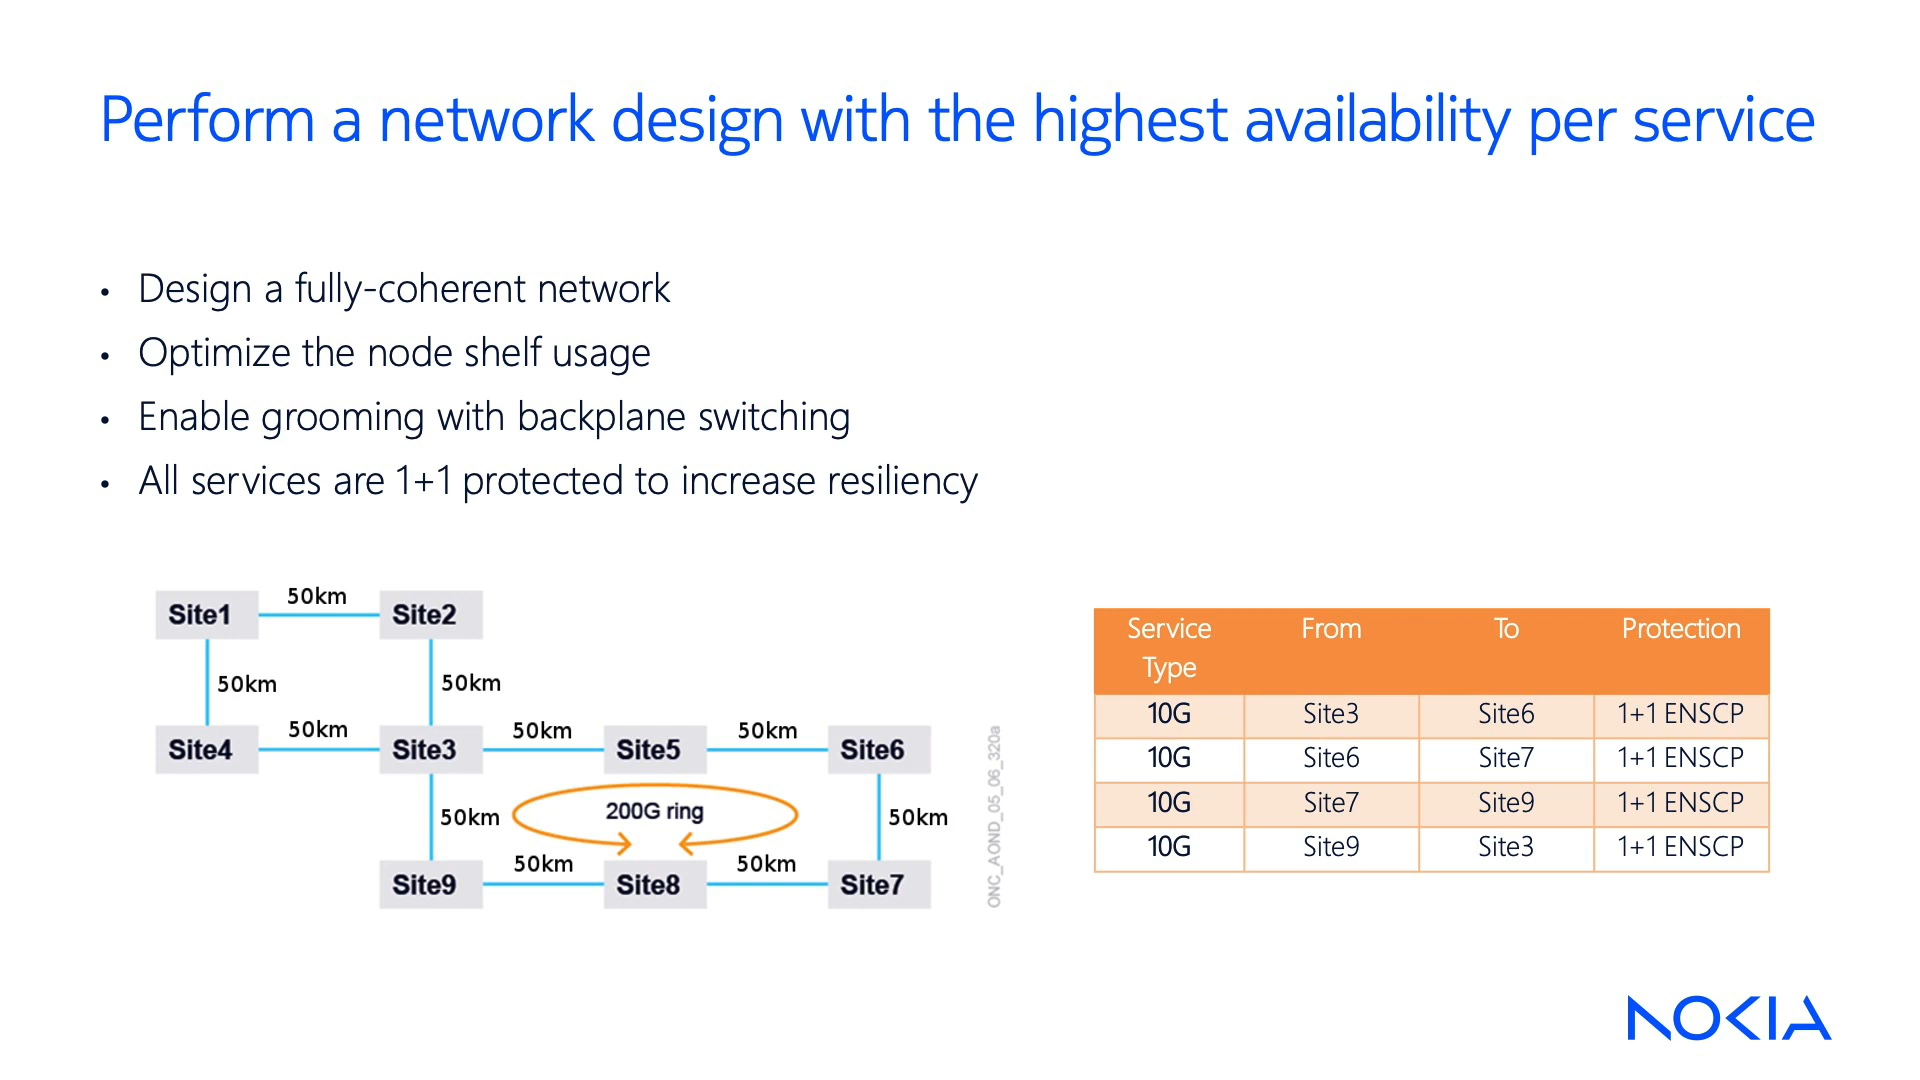 Perform a network design with the highest availability per service
• Design a fully-coherent network
• Optimize the node shelf usage
• Enable grooming with backplane switching
• All services are 1+1 protected to increase resiliency
Site1 50km Site2
50km 50km
Site4 50km Site3 50km Site5 50km Site6
50km 200G ring 50km
Site9 50km Site8 50km Site7
ONC_AOND_05_06_320a
Service Type From To Protection
10G Site3 Site6 1+1 ENSCP
10G Site6 Site7 1+1 ENSCP
10G Site7 Site9 1+1 ENSCP
10G Site9 Site3 1+1 ENSCP
NOKIA